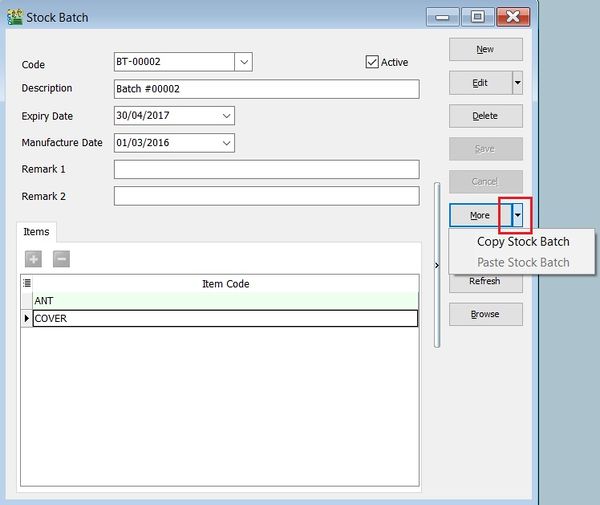 Stock Batch
Code BT-00002 Active
Description Batch #00002
Expiry Date 30/04/2017
Manufacture Date 01/03/2016
Remark 1
Remark 2
Items
Item Code
ANT
COVER
New
Edit
Delete
Save
Cancel
More
Copy Stock Batch
Paste Stock Batch
Refresh
Browse